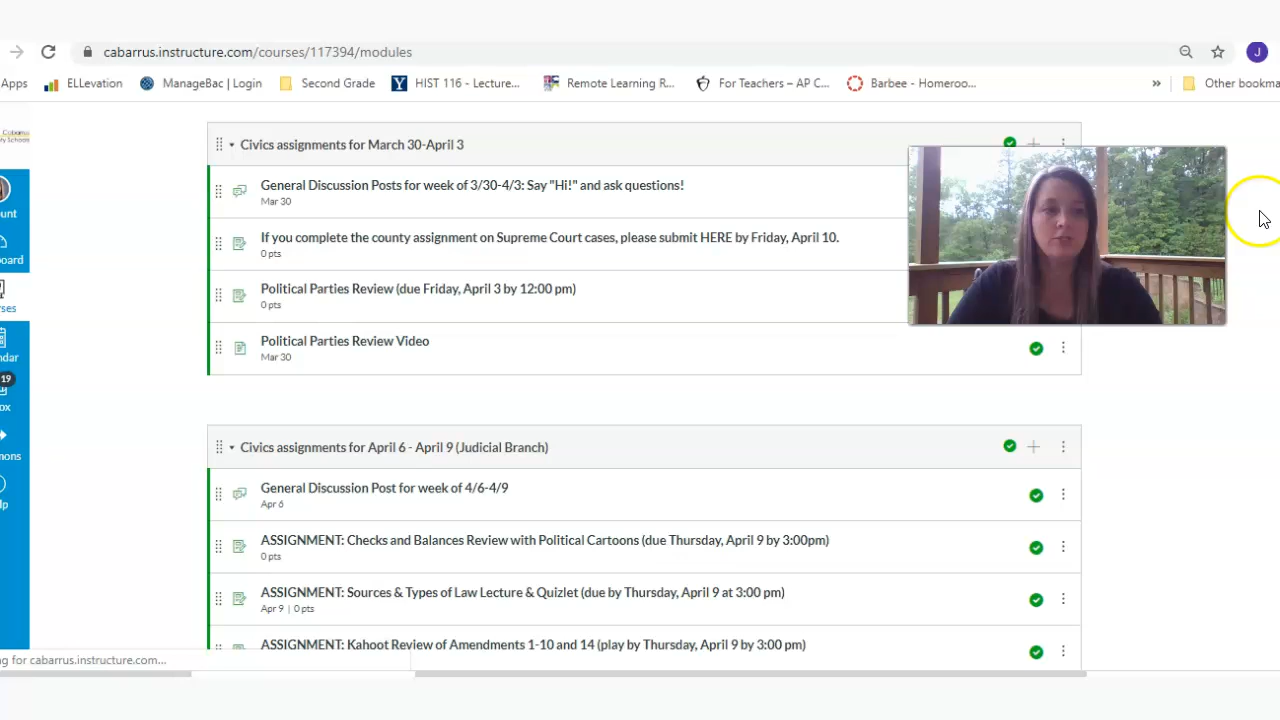 cabarrus.instructure.com/courses/117394/modules
J
Apps ELLevation ManageBac | Login Second Grade Y HIST 116 - Lecture... Remote Learning R... For Teachers – AP C... Barbee - Homeroo... » Other bookma
Cabarrus
ty Schools
unt
oard
rses
ndar
19
ox
mons
lp
Civics assignments for March 30-April 3
General Discussion Posts for week of 3/30-4/3: Say "Hi!" and ask questions!
Mar 30
If you complete the county assignment on Supreme Court cases, please submit HERE by Friday, April 10.
0 pts
Political Parties Review (due Friday, April 3 by 12:00 pm)
0 pts
Political Parties Review Video
Mar 30
Civics assignments for April 6 - April 9 (Judicial Branch)
General Discussion Post for week of 4/6-4/9
Apr 6
ASSIGNMENT: Checks and Balances Review with Political Cartoons (due Thursday, April 9 by 3:00pm)
0 pts
ASSIGNMENT: Sources & Types of Law Lecture & Quizlet (due by Thursday, April 9 at 3:00 pm)
Apr 9 | 0 pts
ASSIGNMENT: Kahoot Review of Amendments 1-10 and 14 (play by Thursday, April 9 by 3:00 pm)
ng for cabarrus.instructure.com...